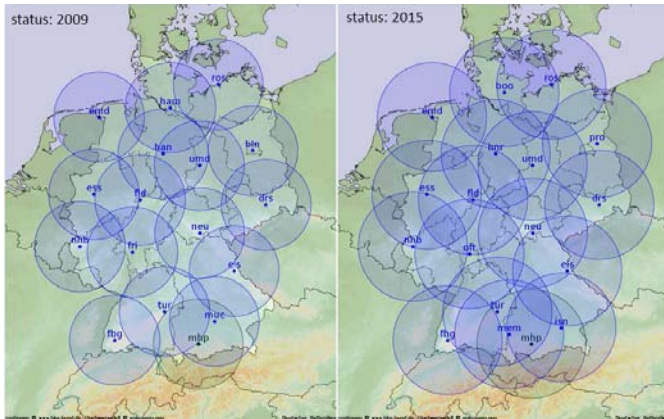 status: 2009
ros
ham
emd
bln
han
umd
ess
fld
drs
neu
nhb
fri
eis
tur
muc
fbg
mhp
status: 2015
ros
boo
emd
pro
hnr
umd
ess
fld
drs
neu
nhb
oft
eis
tur
isn
fbg
mem
mhp